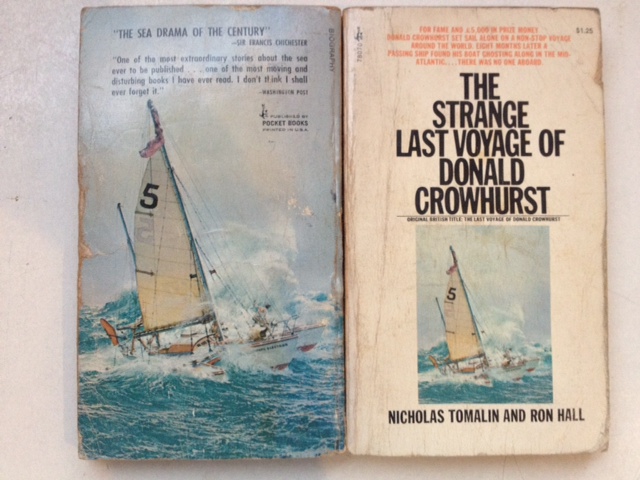 "THE SEA DRAMA OF THE CENTURY"
—SIR FRANCIS CHICHESTER
"One of the most extraordinary stories about the sea
ever to be published . . . one of the most moving and
disturbing books I have ever read. I don't think I shall
ever forget it."
—WASHINGTON POST
PUBLISHED BY
POCKET BOOKS
PRINTED IN U.S.A.
BIOGRAPHY
5
FOR FAME AND £5,000 IN PRIZE MONEY
DONALD CROWHURST SET SAIL ALONE ON A NON-STOP VOYAGE
AROUND THE WORLD. EIGHT MONTHS LATER A
PASSING SHIP FOUND HIS BOAT GHOSTING ALONG IN THE MID-
ATLANTIC. . . . THERE WAS NO ONE ABOARD.
$1.25
THE
STRANGE
LAST VOYAGE OF
DONALD
CROWHURST
ORIGINAL BRITISH TITLE: THE LAST VOYAGE OF DONALD CROWHURST
5
NICHOLAS TOMALIN AND RON HALL